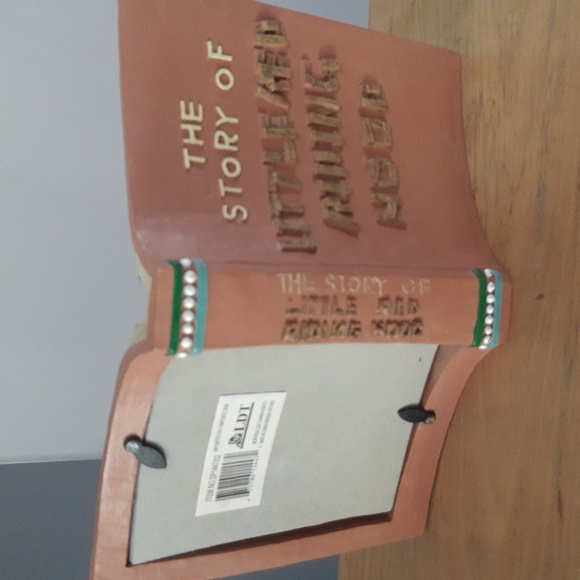 THE
STORY OF
LITTLE RED
RIDING
HOOD
THE STORY OF
LITTLE RED
RIDING HOOD
LDT